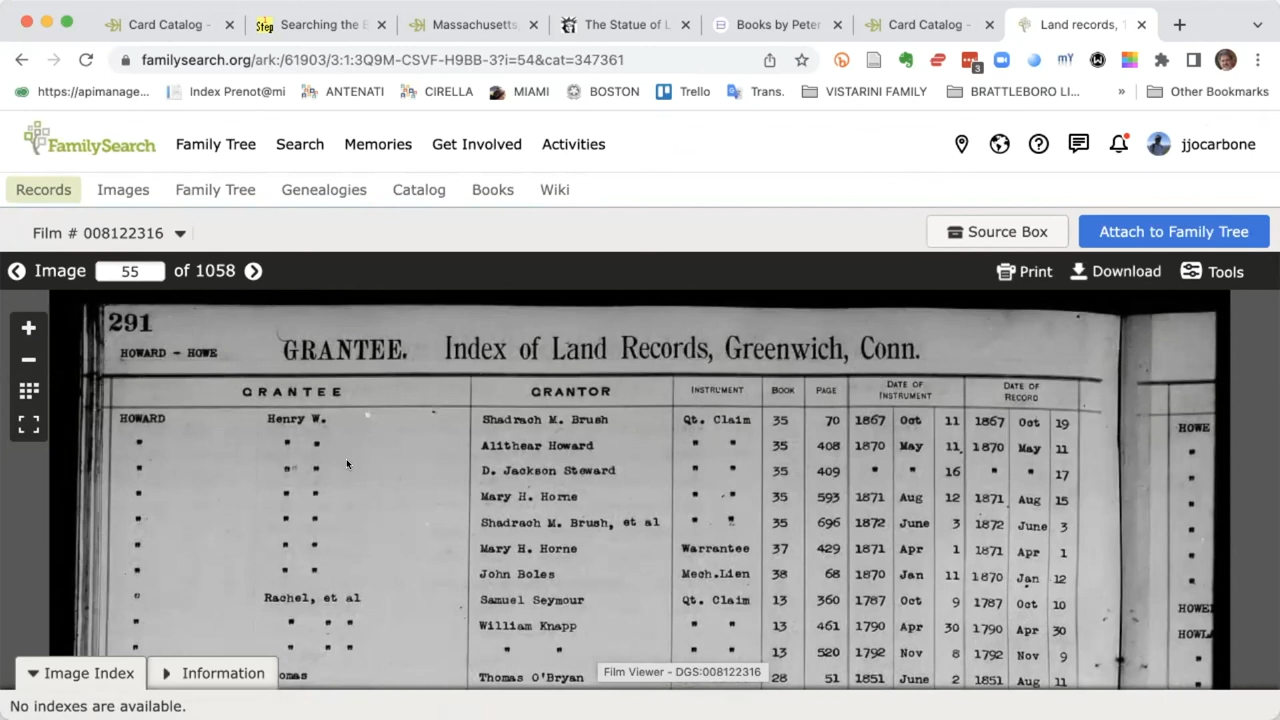 Card Catalog - Searching the E Massachusetts, The Statue of L Books by Peter Card Catalog - Land records, T
Step
familysearch.org/ark:/61903/3:1:3Q9M-CSVF-H9BB-3?i=54&cat=347361
3 mY
https://apimanage... Index Prenot@mi ANTENATI CIRELLA MIAMI BOSTON Trello Trans. VISTARINI FAMILY BRATTLEBORO LI... » Other Bookmarks
FamilySearch Family Tree Search Memories Get Involved Activities jjocarbone
Records Images Family Tree Genealogies Catalog Books Wiki
Film # 008122316 Source Box Attach to Family Tree
Image 55 of 1058 Print Download Tools
291
HOWARD - HOWE GRANTEE. Index of Land Records, Greenwich, Conn.
GRANTEE GRANTOR INSTRUMENT BOOK PAGE DATE OF INSTRUMENT DATE OF RECORD
HOWARD Henry W. Shadrach M. Brush Qt. Claim 35 70 1867 Oct 11 1867 Oct 19 HOWE
" " " Alithear Howard " " 35 408 1870 May 11 1870 May 11 "
" " " D. Jackson Steward " " 35 409 " " 16 " " 17 "
" " " Mary H. Horne " " 35 593 1871 Aug 12 1871 Aug 15 "
" " " Shadrach M. Brush, et al " " 35 696 1872 June 3 1872 June 3 "
" " " Mary H. Horne Warrantee 37 429 1871 Apr 1 1871 Apr 1 "
" " " John Boles Mech.Lien 38 68 1870 Jan 11 1870 Jan 12 "
" Rachel, et al Samuel Seymour Qt. Claim 13 360 1787 Oct 9 1787 Oct 10 HOWE
" " " " William Knapp " " 13 461 1790 Apr 30 1790 Apr 30 HOWL
" " " " " " " " 13 520 1792 Nov 8 1792 Nov 9 "
omas Thomas O'Bryan 28 51 1851 June 2 1851 Aug 11 "
Film Viewer - DGS:008122316
Image Index Information
No indexes are available.